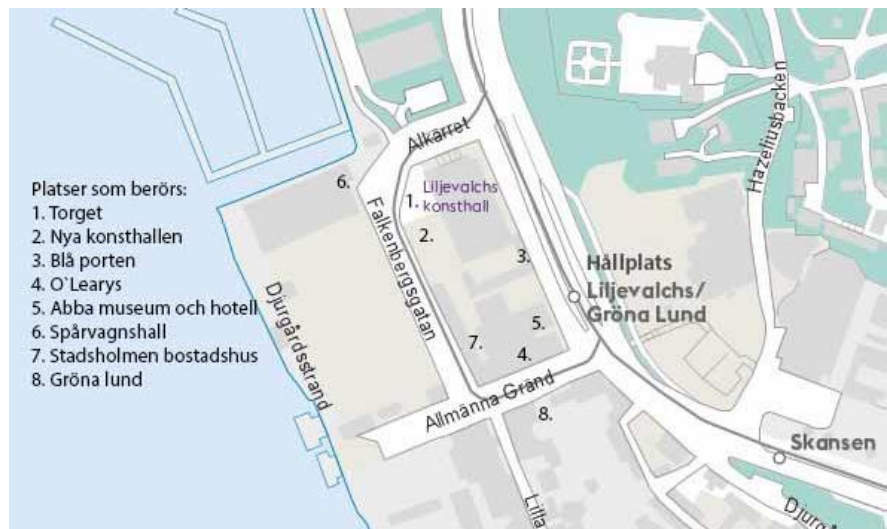 Platser som berörs:
1. Torget
2. Nya konsthallen
3. Blå porten
4. O`Learys
5. Abba museum och hotell
6. Spårvagnshall
7. Stadsholmen bostadshus
8. Gröna lund
Alkärret
6.
1. Liljevalchs
konsthall
2.
3.
Falkenbergsgatan
Djurgårdsstrand
Hazeliusbacken
Hållplats
Liljevalchs/
Gröna Lund
5.
7.
4.
Allmänna Gränd
8.
Skansen
Lilla
Djurg